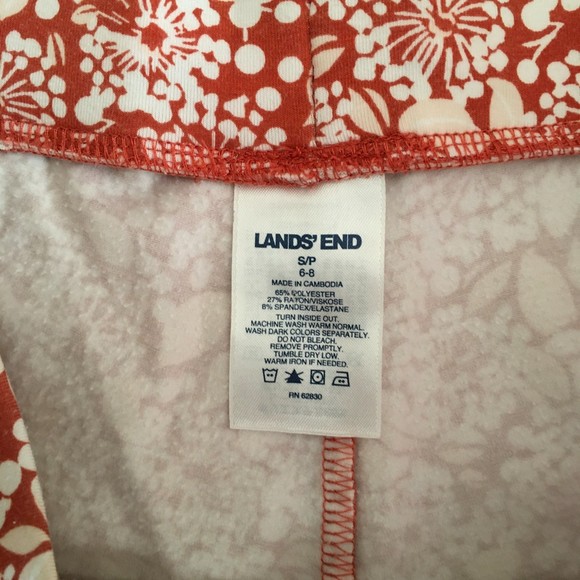 LANDS' END
S/P
6-8
MADE IN CAMBODIA
65% POLYESTER
27% RAYON/VISKOSE
8% SPANDEX/ELASTANE
TURN INSIDE OUT.
MACHINE WASH WARM NORMAL.
WASH DARK COLORS SEPARATELY.
DO NOT BLEACH.
REMOVE PROMPTLY.
TUMBLE DRY LOW.
WARM IRON IF NEEDED.
RN 62830